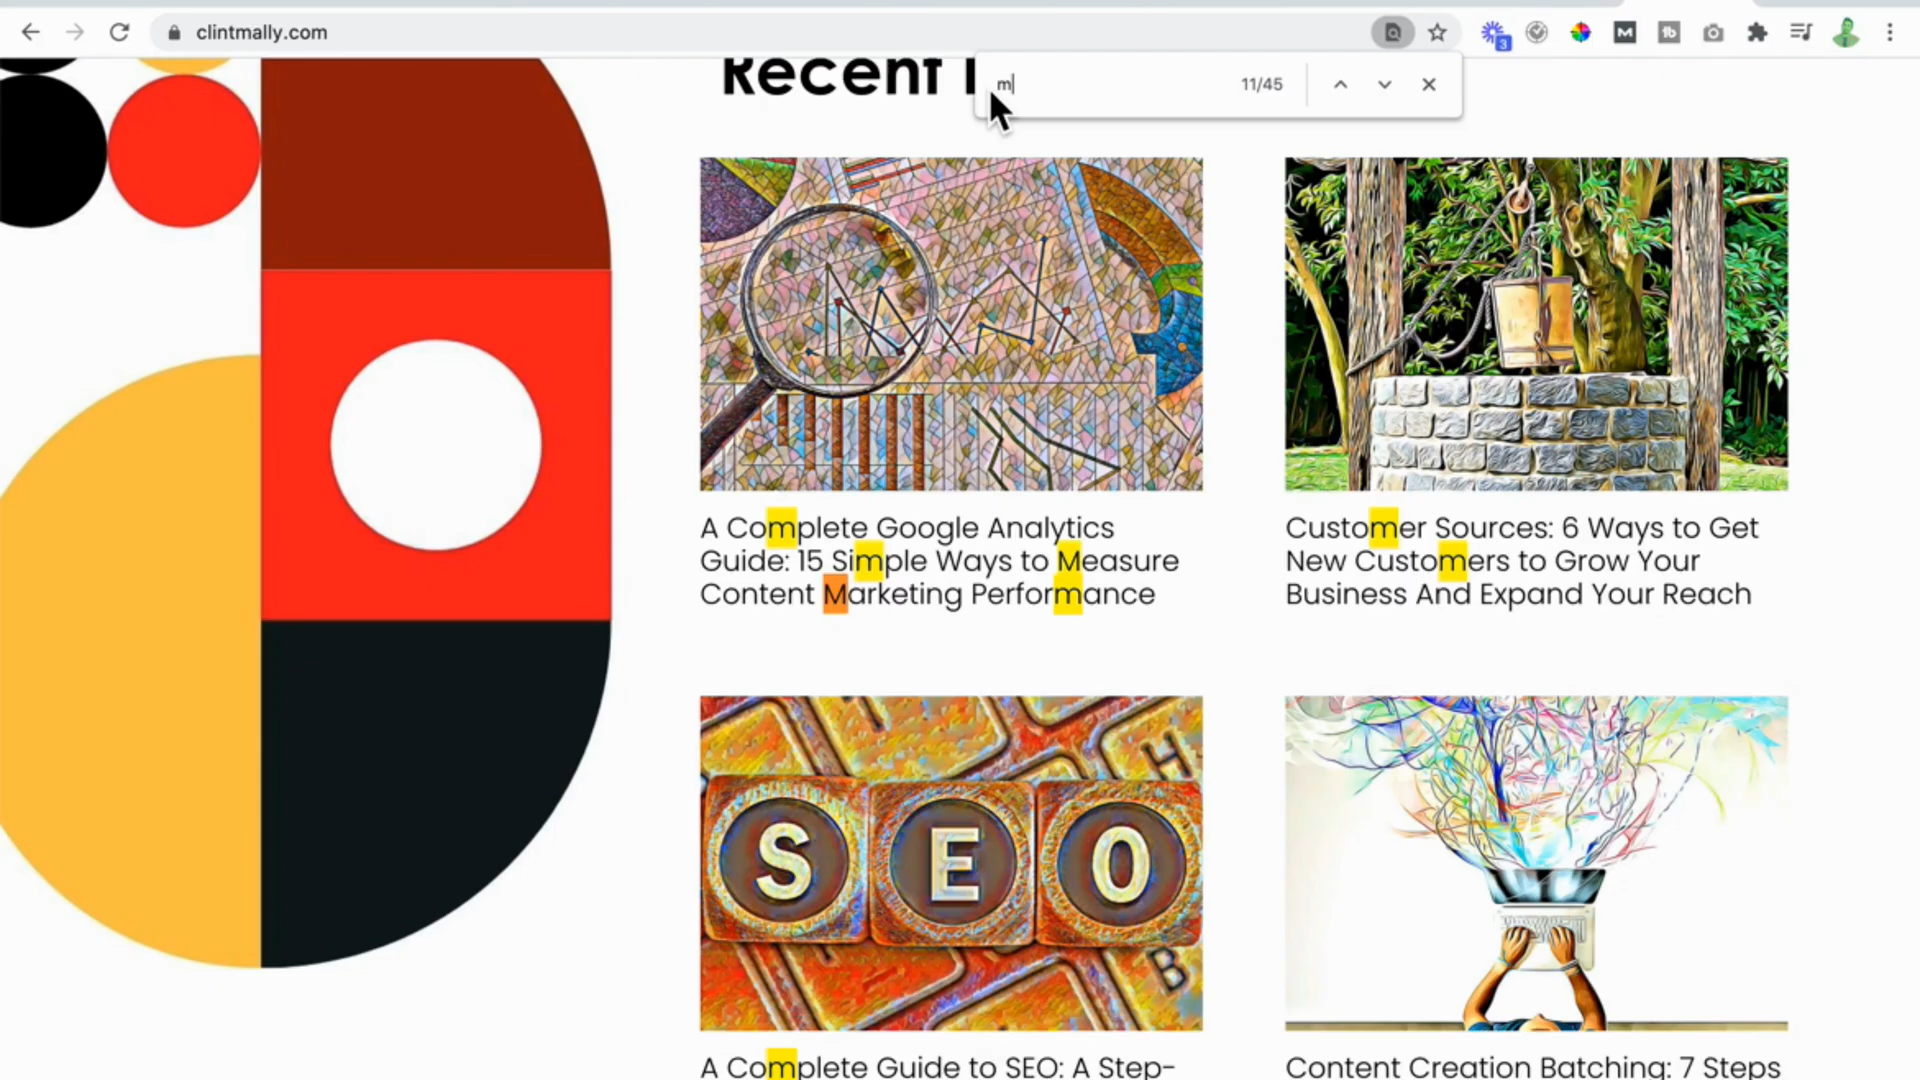 clintmally.com
3
Recent
m
11/45
A Complete Google Analytics
Guide: 15 Simple Ways to Measure
Content Marketing Performance
Customer Sources: 6 Ways to Get
New Customers to Grow Your
Business And Expand Your Reach
H
S E O
B
A Complete Guide to SEO: A Step-
Content Creation Batching: 7 Steps